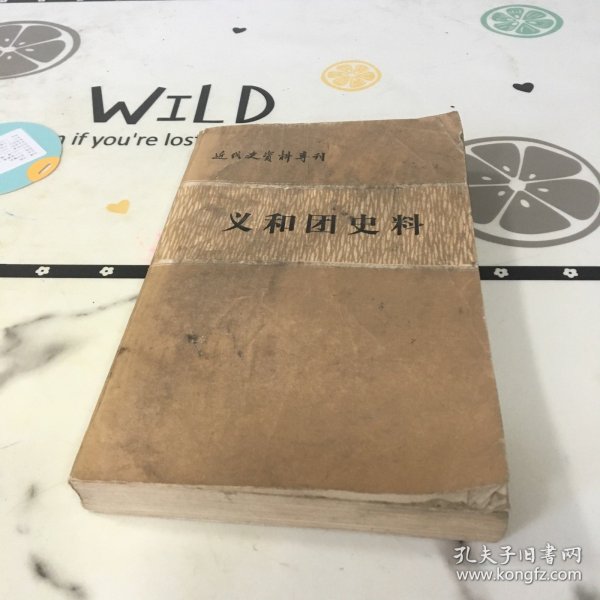 WILD
if you're lost
近代史资料专刊
义和团史料
孔夫子旧书网
www.kongfz.com